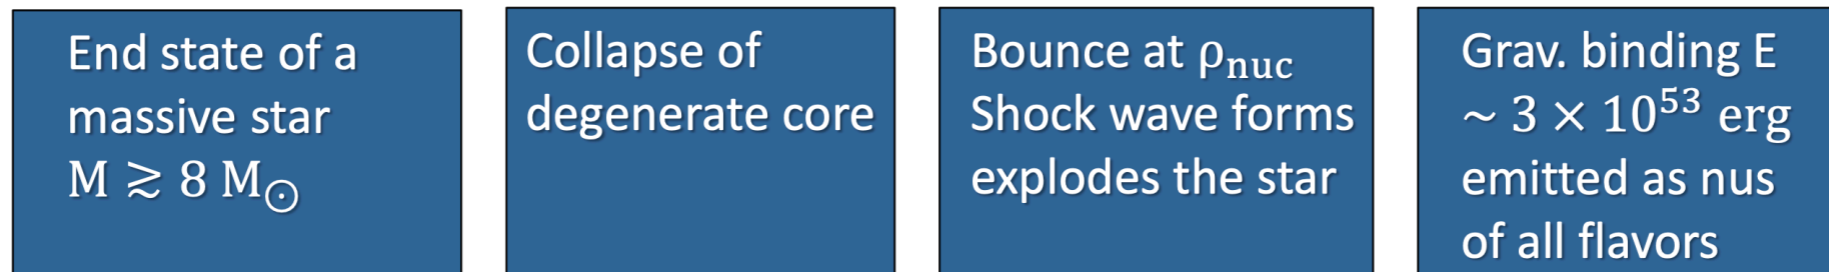 End state of a
massive star
M ≳ 8 M☉
Collapse of
degenerate core
Bounce at ρnuc
Shock wave forms
explodes the star
Grav. binding E
~ 3 × 10⁵³ erg
emitted as nus
of all flavors